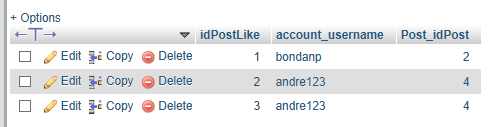 + Options
←T→ idPostLike account_username Post_idPost
Edit Copy Delete 1 bondanp 2
Edit Copy Delete 2 andre123 4
Edit Copy Delete 3 andre123 4